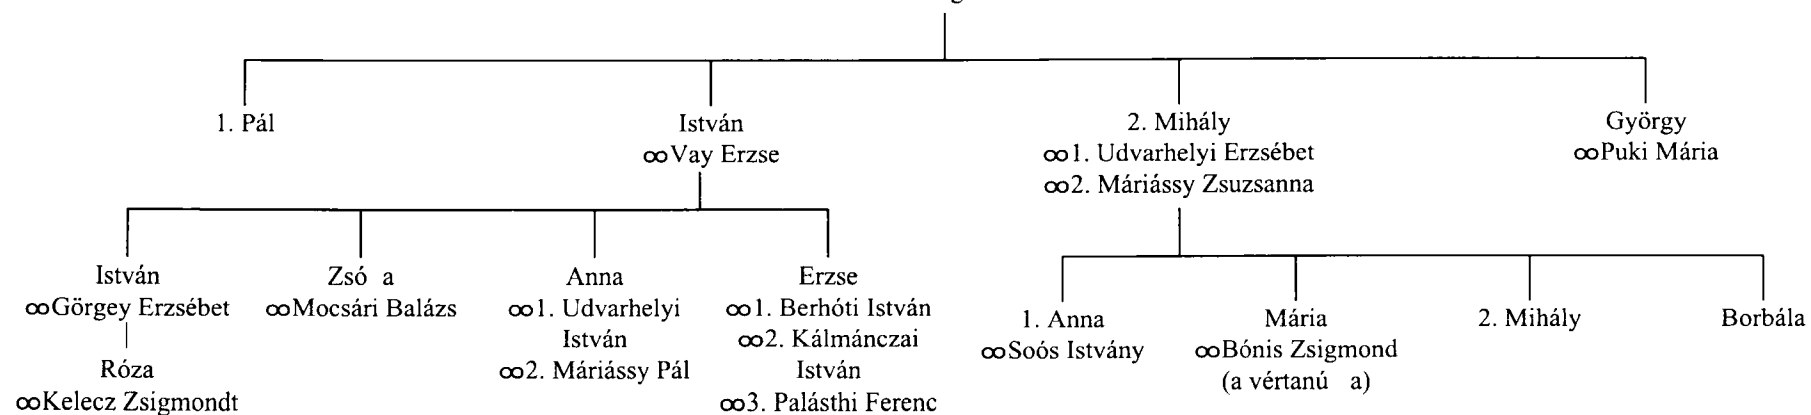 1. Pál
István
∞Vay Erzse
2. Mihály
∞1. Udvarhelyi Erzsébet
∞2. Máriássy Zsuzsanna
György
∞Puki Mária
István
∞Görgey Erzsébet
Róza
∞Kelecz Zsigmondt
Zsó a
∞Mocsári Balázs
Anna
∞1. Udvarhelyi
István
∞2. Máriássy Pál
Erzse
∞1. Berhóti István
∞2. Kálmánczai
István
∞3. Palásthi Ferenc
1. Anna
∞Soós Istvány
Mária
∞Bónis Zsigmond
(a vértanú a)
2. Mihály
Borbála